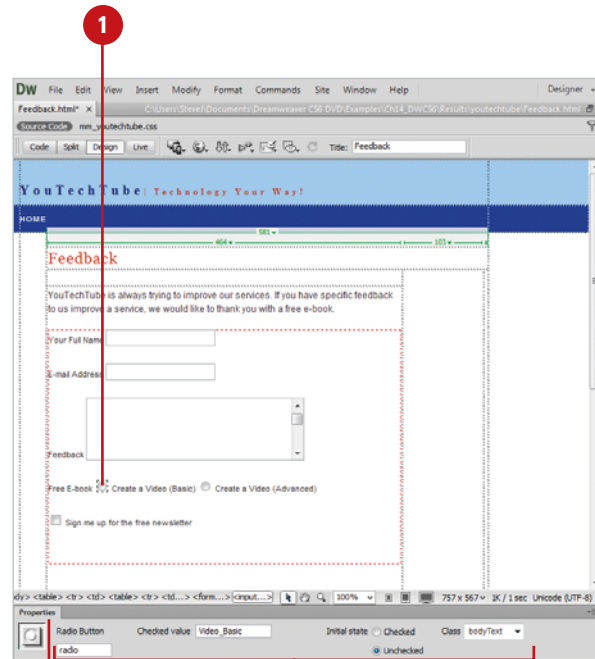 1
DW File Edit View Insert Modify Format Commands Site Window Help Designer
Feedback.html* × C:\Users\SteveJ\Documents\Dreamweaver CS6 DVD\Examples\Ch14_DWCS6\Results\youtechtube\Feedback.html
Source Code mm_youtechtube.css
Code Split Design Live Title: Feedback
YouTechTube| Technology Your Way!
HOME
581
464 103
Feedback
YouTechTube is always trying to improve our services. If you have specific feedback
to us improve a service, we would like to thank you with a free e-book.
Your Full Name
E-mail Address
Feedback
Free E-book Create a Video (Basic) Create a Video (Advanced)
Sign me up for the free newsletter
dy> <table> <tr> <td> <table> <tr> <td...> <form...> <input...> 100% 757 x 567 1K / 1 sec Unicode (UTF-8)
Properties
Radio Button Checked value Video_Basic Initial state Checked Class bodyText
radio Unchecked